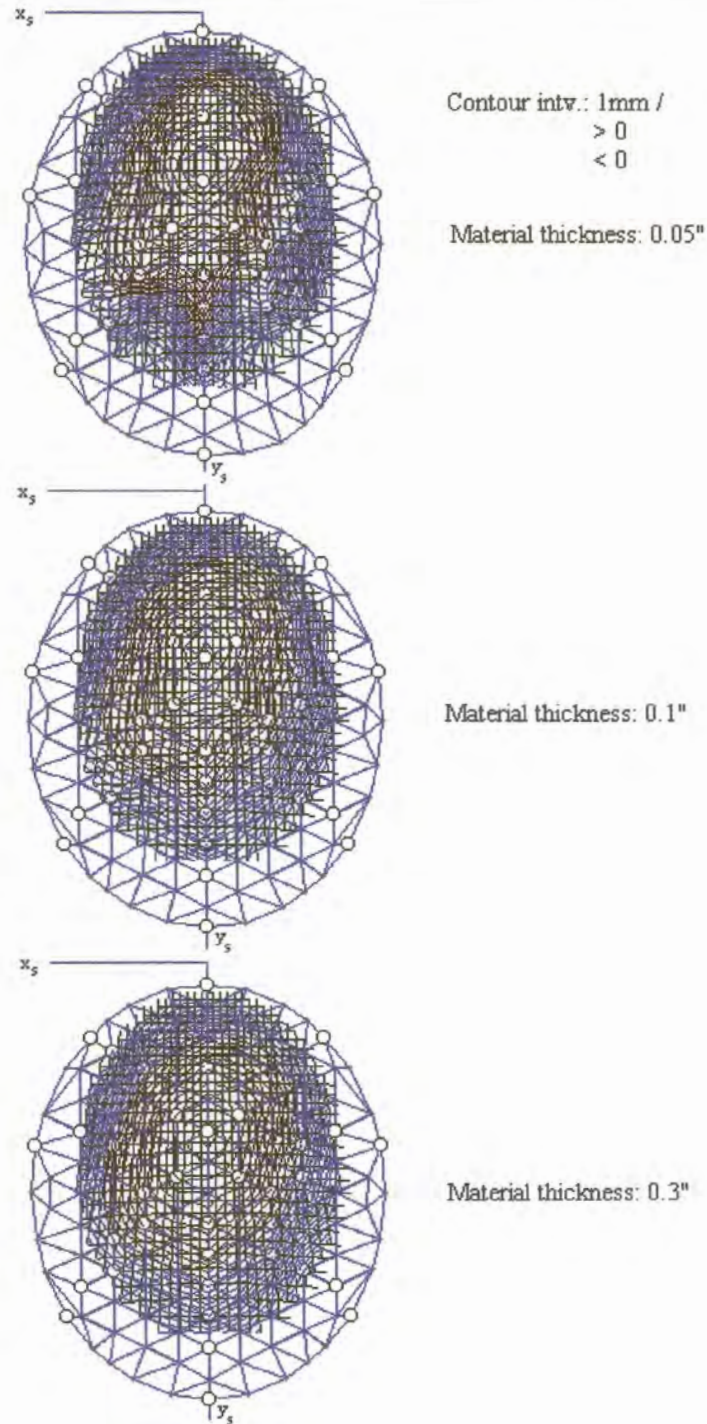 xs
Contour intv.: 1mm /
> 0
< 0
Material thickness: 0.05"
ys
xs
Material thickness: 0.1"
ys
xs
Material thickness: 0.3"
ys